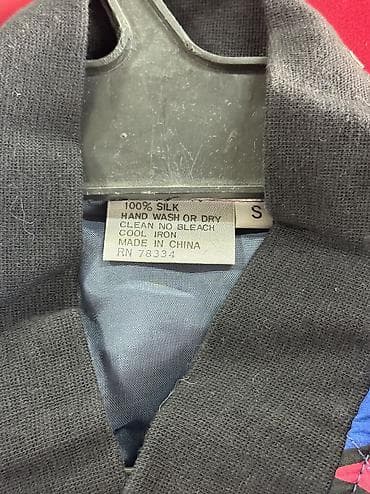 100% SILK
HAND WASH OR DRY
CLEAN NO BLEACH
COOL IRON
MADE IN CHINA
RN 78334
S